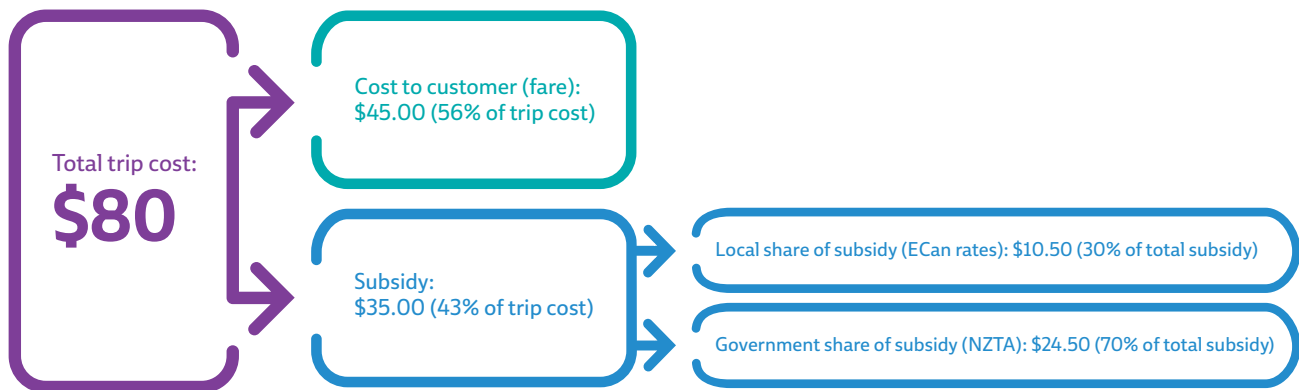 Total trip cost:
$80
Cost to customer (fare):
$45.00 (56% of trip cost)
Subsidy:
$35.00 (43% of trip cost)
Local share of subsidy (ECan rates): $10.50 (30% of total subsidy)
Government share of subsidy (NZTA): $24.50 (70% of total subsidy)